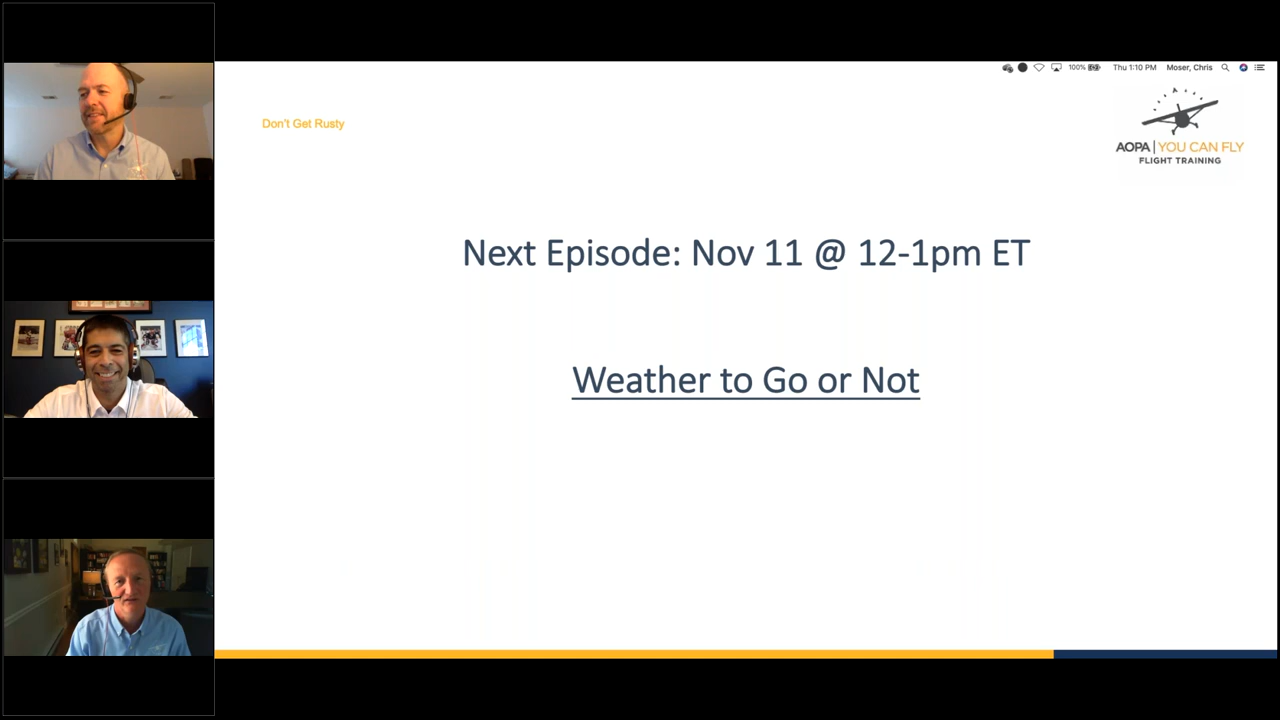 100%
Thu 1:10 PM
Moser, Chris
Don't Get Rusty
AOPA | YOU CAN FLY
FLIGHT TRAINING
Next Episode: Nov 11 @ 12-1pm ET
Weather to Go or Not